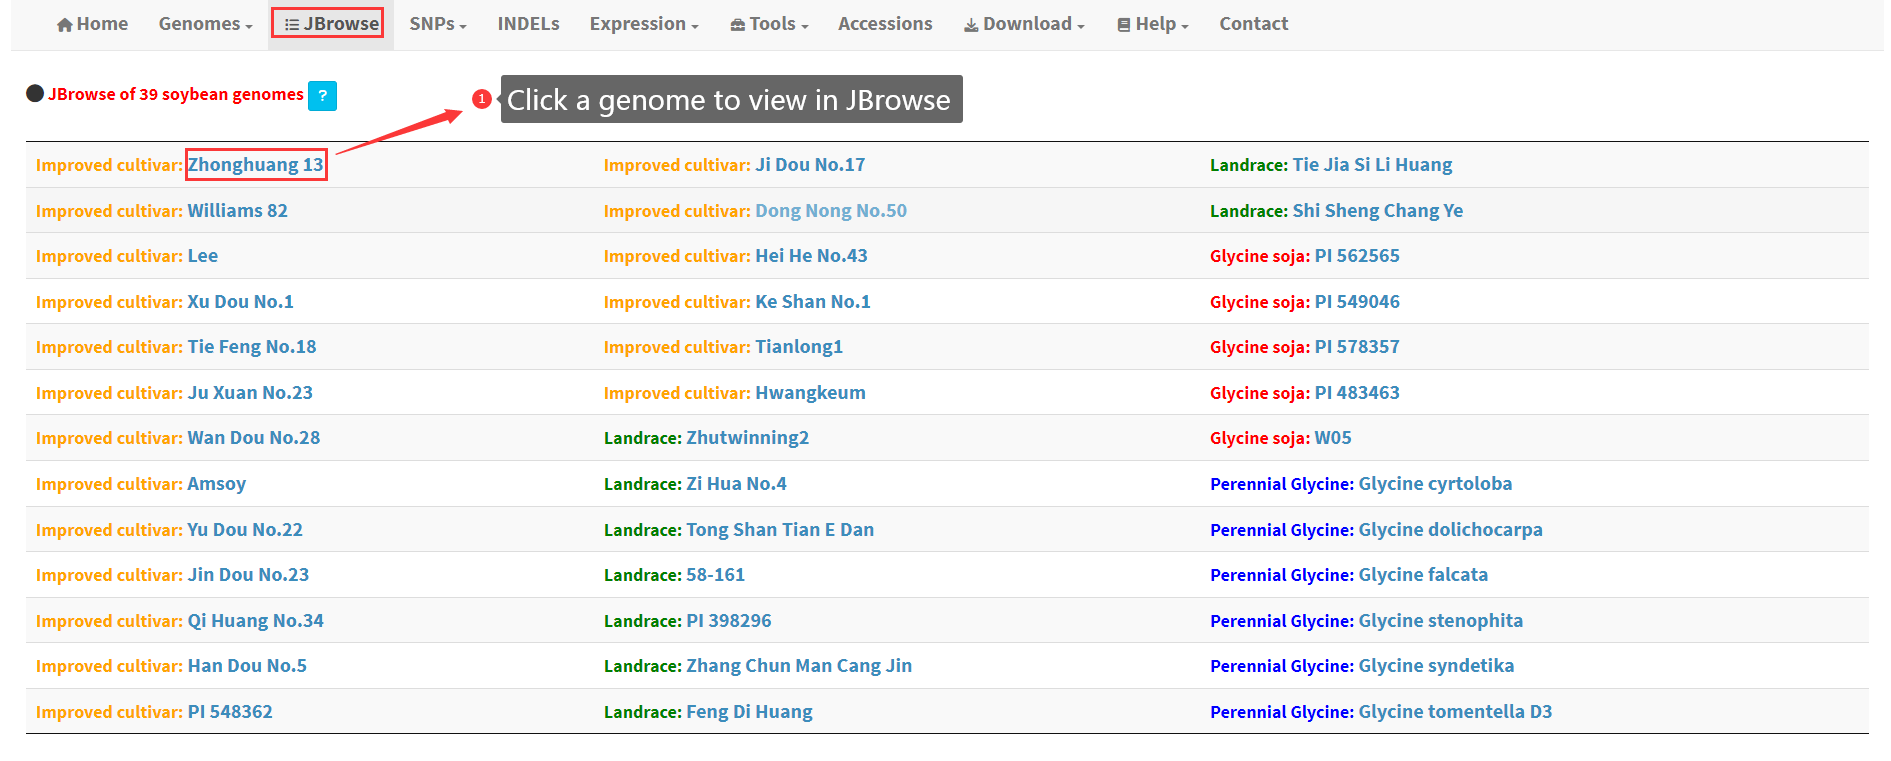 Home Genomes JBrowse SNPs INDELs Expression Tools Accessions Download Help Contact
JBrowse of 39 soybean genomes ? 1 Click a genome to view in JBrowse
Improved cultivar: Zhonghuang 13 Improved cultivar: Ji Dou No.17 Landrace: Tie Jia Si Li Huang
Improved cultivar: Williams 82 Improved cultivar: Dong Nong No.50 Landrace: Shi Sheng Chang Ye
Improved cultivar: Lee Improved cultivar: Hei He No.43 Glycine soja: PI 562565
Improved cultivar: Xu Dou No.1 Improved cultivar: Ke Shan No.1 Glycine soja: PI 549046
Improved cultivar: Tie Feng No.18 Improved cultivar: Tianlong1 Glycine soja: PI 578357
Improved cultivar: Ju Xuan No.23 Improved cultivar: Hwangkeum Glycine soja: PI 483463
Improved cultivar: Wan Dou No.28 Landrace: Zhutwinning2 Glycine soja: W05
Improved cultivar: Amsoy Landrace: Zi Hua No.4 Perennial Glycine: Glycine cyrtoloba
Improved cultivar: Yu Dou No.22 Landrace: Tong Shan Tian E Dan Perennial Glycine: Glycine dolichocarpa
Improved cultivar: Jin Dou No.23 Landrace: 58-161 Perennial Glycine: Glycine falcata
Improved cultivar: Qi Huang No.34 Landrace: PI 398296 Perennial Glycine: Glycine stenophita
Improved cultivar: Han Dou No.5 Landrace: Zhang Chun Man Cang Jin Perennial Glycine: Glycine syndetika
Improved cultivar: PI 548362 Landrace: Feng Di Huang Perennial Glycine: Glycine tomentella D3